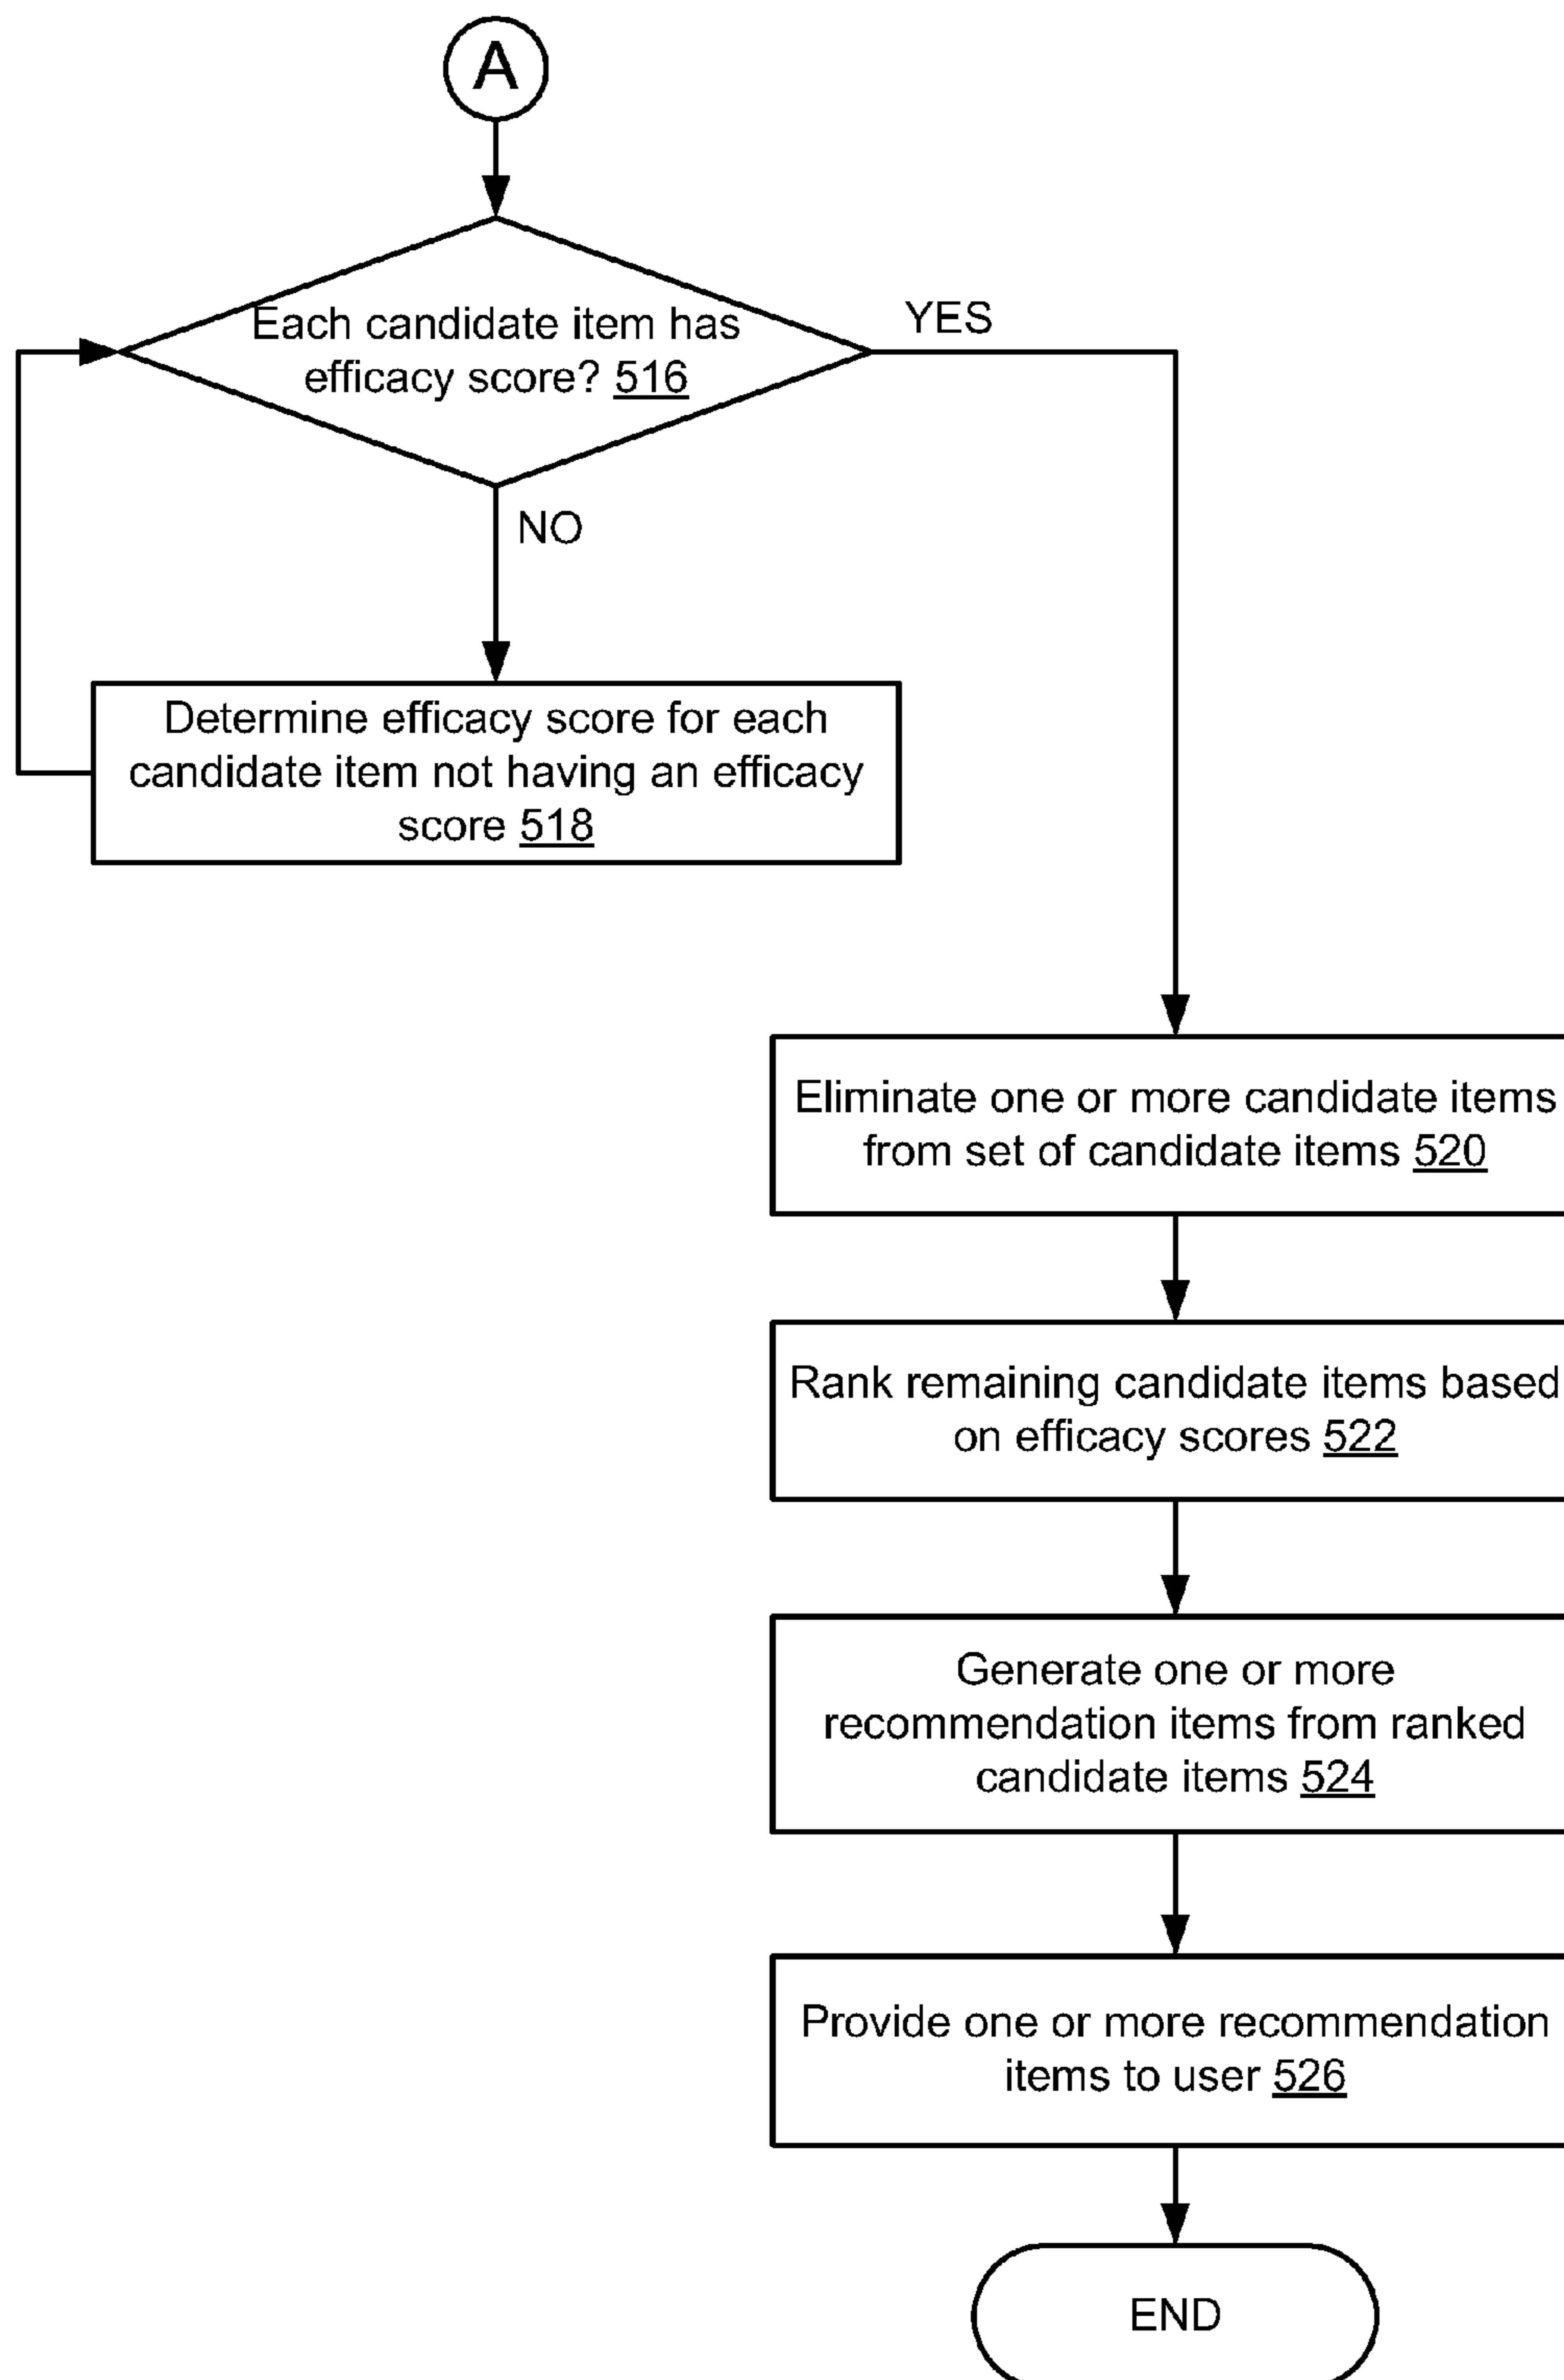 A
Each candidate item has
efficacy score? 516
YES
NO
Determine efficacy score for each
candidate item not having an efficacy
score 518
Eliminate one or more candidate items
from set of candidate items 520
Rank remaining candidate items based
on efficacy scores 522
Generate one or more
recommendation items from ranked
candidate items 524
Provide one or more recommendation
items to user 526
END